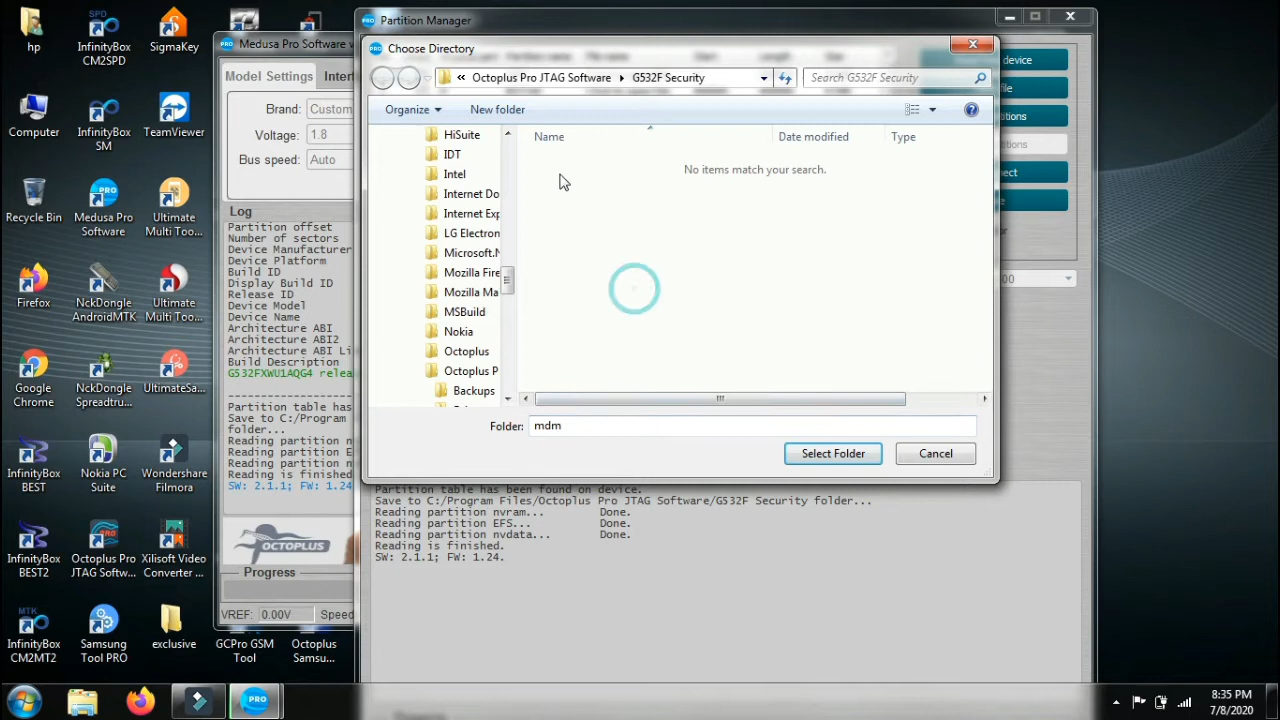 hp
InfinityBox CM2SPD
SigmaKey
Computer
InfinityBox SM
TeamViewer
Recycle Bin
Medusa Pro Software
Ultimate Multi Too...
Firefox
NckDongle AndroidMTK
Ultimate Multi Too...
Google Chrome
NckDongle Spreadtru...
UltimateSa...
InfinityBox BEST
Nokia PC Suite
Wondershare Filmora
InfinityBox BEST2
Octoplus Pro JTAG Softw...
Xilisoft Video Converter ...
InfinityBox CM2MT2
Samsung Tool PRO
exclusive
GCPro GSM Tool
Octoplus Samsu...
Medusa Pro Software v
Model Settings
Interf
Brand:
Custom
Voltage:
1.8
Bus speed:
Auto
Log
Partition offset
Number of sectors
Device Manufacturer
Device Platform
Build ID
Display Build ID
Release ID
Device Model
Device Name
Architecture ABI
Architecture ABI2
Architecture ABI Li
Build Description
G532FXWU1AQG4 relea
Partition table has
Save to C:/Program
folder...
Reading partition n
Reading partition E
Reading partition n
Reading is finished
SW: 2.1.1; FW: 1.24
OCTOPLUS
Progress
VREF:
0.00V
Speed
Partition Manager
Choose Directory
« Octoplus Pro JTAG Software
G532F Security
Search G532F Security
Organize
New folder
HiSuite
IDT
Intel
Internet Do
Internet Exp
LG Electron
Microsoft.N
Mozilla Fire
Mozilla Ma
MSBuild
Nokia
Octoplus
Octoplus P
Backups
Name
Date modified
Type
No items match your search.
Folder:
mdm
Select Folder
Cancel
Partition table has been found on device.
Save to C:/Program Files/Octoplus Pro JTAG Software/G532F Security folder...
Reading partition nvram... Done.
Reading partition EFS... Done.
Reading partition nvdata... Done.
Reading is finished.
SW: 2.1.1; FW: 1.24.
PRO
8:35 PM
7/8/2020